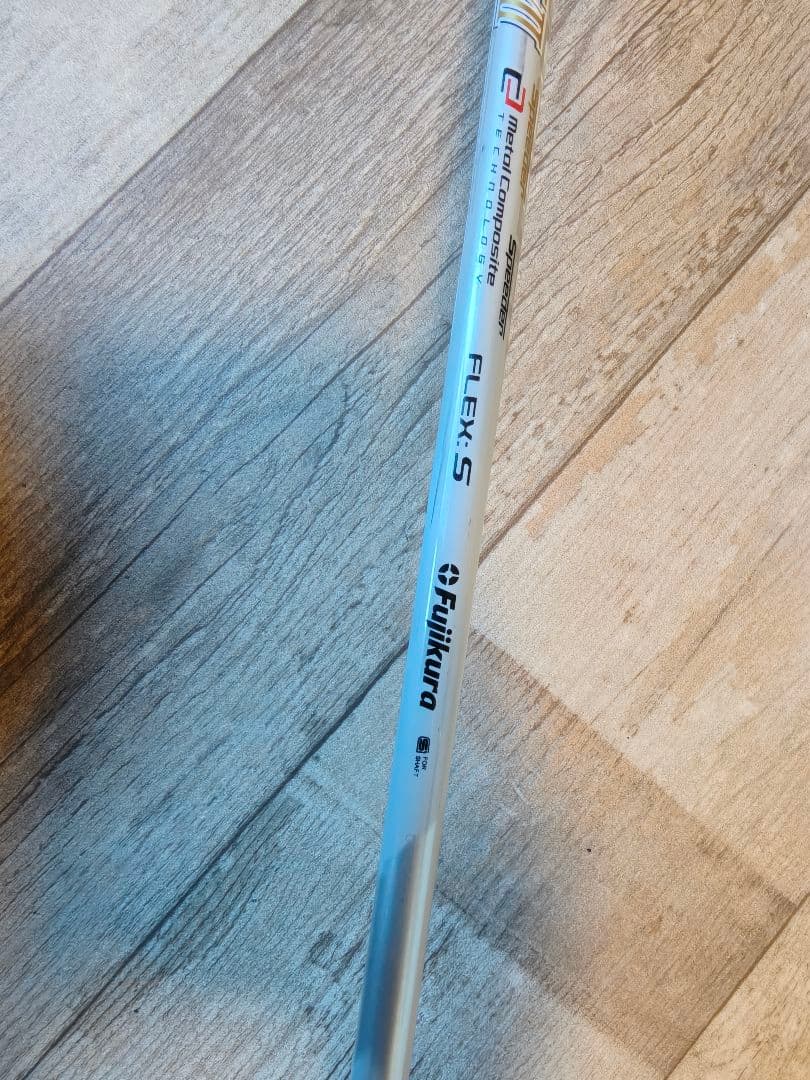 Speeder
metal Composite
TECHNOLOGY
Speeder
FLEX: S
Fujikura
S FOR
SHAFT